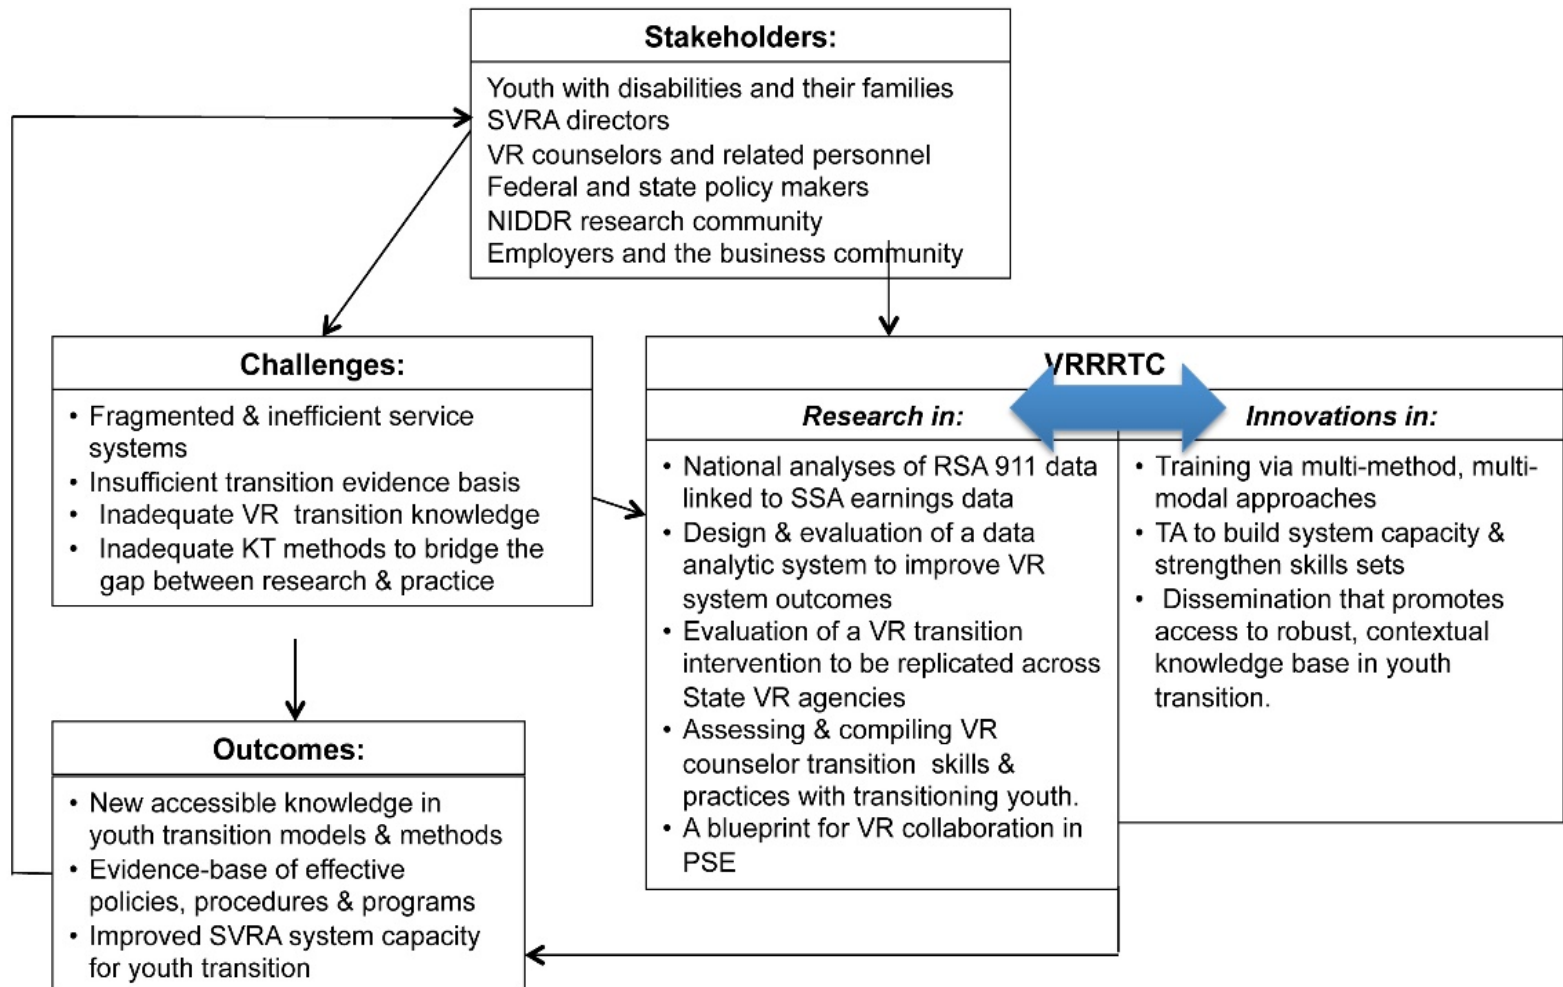 Stakeholders:
Youth with disabilities and their families
SVRA directors
VR counselors and related personnel
Federal and state policy makers
NIDDR research community
Employers and the business community
Challenges:
• Fragmented & inefficient service
systems
• Insufficient transition evidence basis
• Inadequate VR transition knowledge
• Inadequate KT methods to bridge the
gap between research & practice
VRRRTC
Research in:
• National analyses of RSA 911 data
linked to SSA earnings data
• Design & evaluation of a data
analytic system to improve VR
system outcomes
• Evaluation of a VR transition
intervention to be replicated across
State VR agencies
• Assessing & compiling VR
counselor transition skills &
practices with transitioning youth.
• A blueprint for VR collaboration in
PSE
Innovations in:
• Training via multi-method, multi-
modal approaches
• TA to build system capacity &
strengthen skills sets
• Dissemination that promotes
access to robust, contextual
knowledge base in youth
transition.
Outcomes:
• New accessible knowledge in
youth transition models & methods
• Evidence-base of effective
policies, procedures & programs
• Improved SVRA system capacity
for youth transition